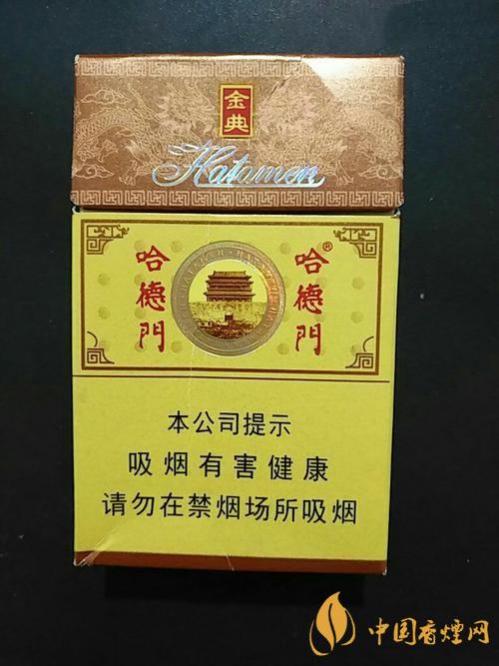 金典
Hatamen
哈德門
哈德門®
本公司提示
吸烟有害健康
请勿在禁烟场所吸烟
中国香煙网